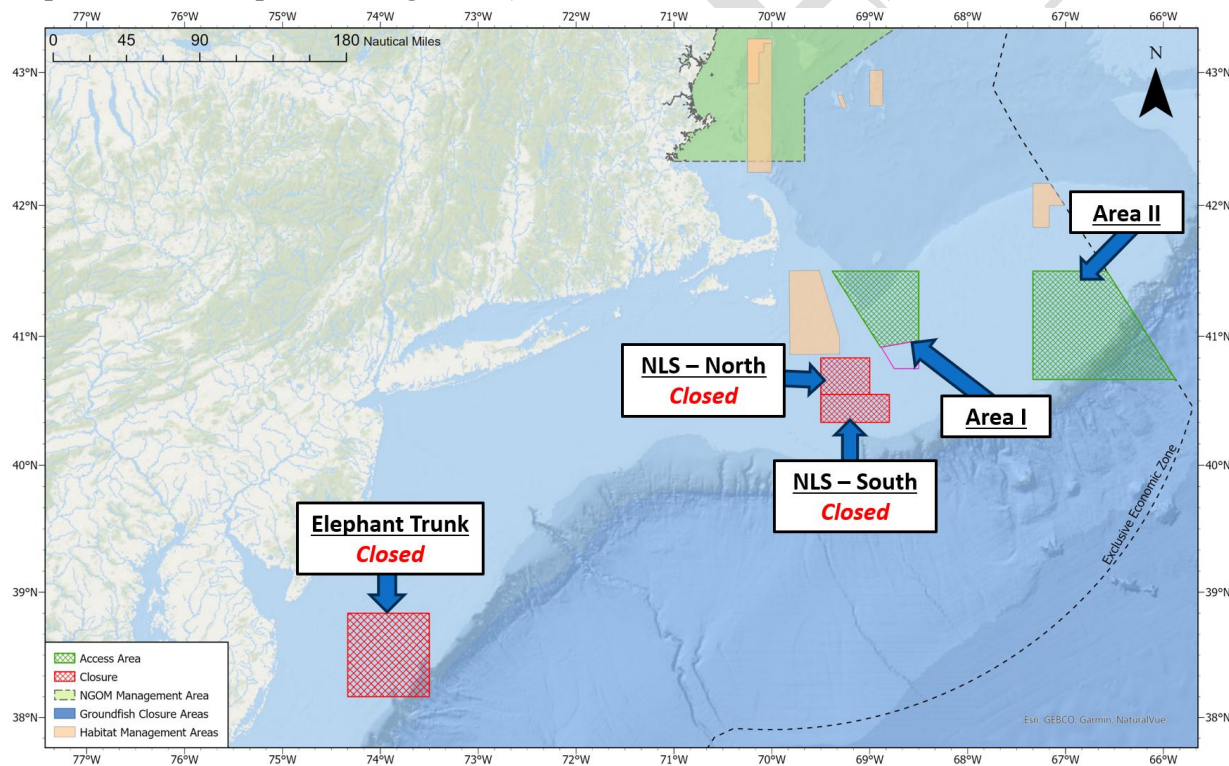 77°W 76°W 75°W 74°W 73°W 72°W 71°W 70°W 69°W 68°W 67°W 66°W
0 45 90 180 Nautical Miles
N
43°N 43°N
42°N 42°N
Area II
41°N 41°N
NLS – North
Closed
Area I
40°N 40°N
NLS – South
Closed
Exclusive Economic Zone
Elephant Trunk
Closed
39°N 39°N
Access Area
Closure
NGOM Management Area
Groundfish Closure Areas
Habitat Management Areas
38°N 38°N
Esri, GEBCO, Garmin, NaturalVue
77°W 76°W 75°W 74°W 73°W 72°W 71°W 70°W 69°W 68°W 67°W 66°W